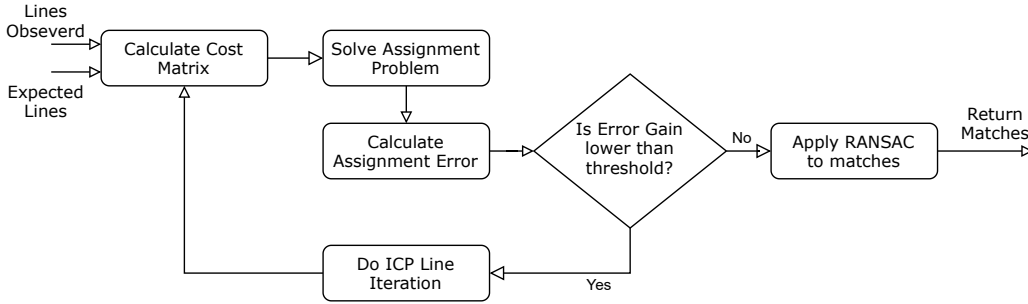 Lines
Obseverd
Expected
Lines
Calculate Cost
Matrix
Solve Assignment
Problem
Calculate
Assignment Error
Is Error Gain
lower than
threshold?
No
Apply RANSAC
to matches
Return
Matches
Yes
Do ICP Line
Iteration